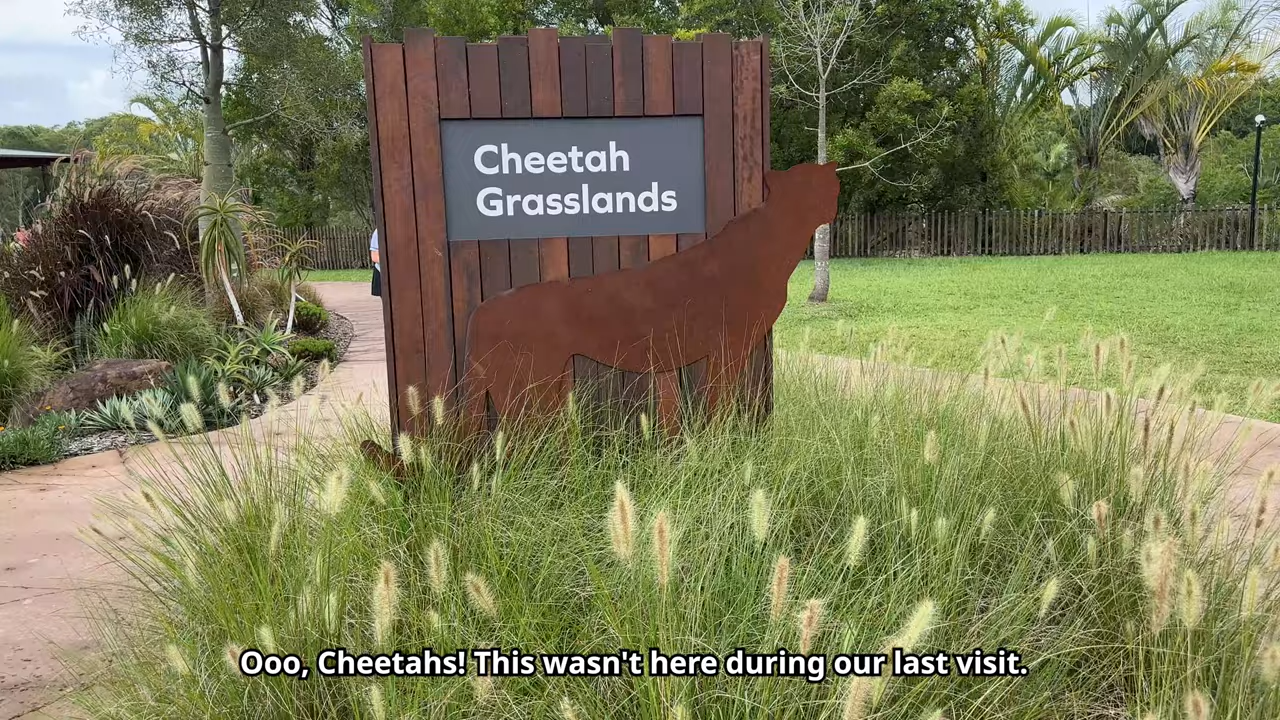 Cheetah
Grasslands
Ooo, Cheetahs! This wasn't here during our last visit.